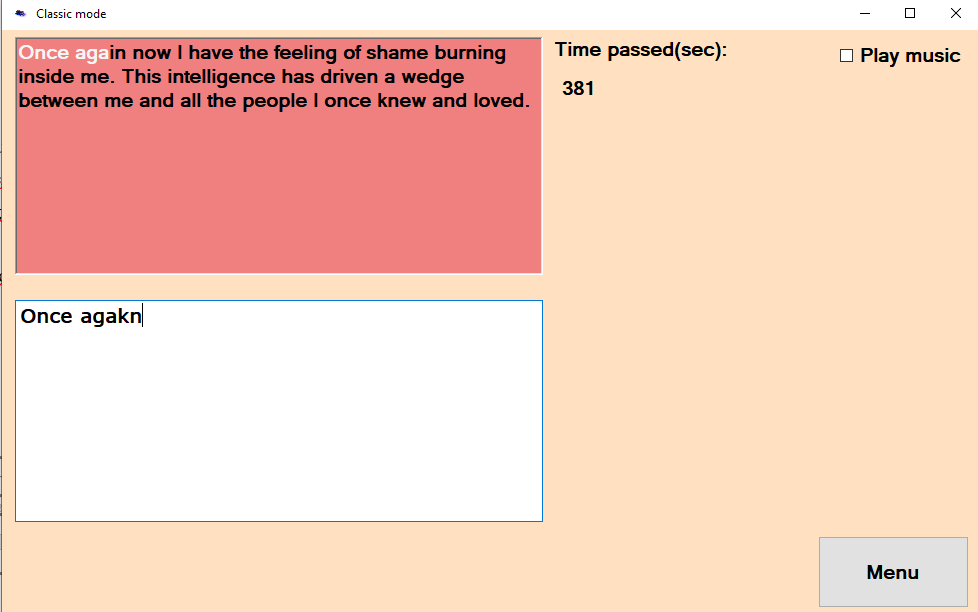 Classic mode
Once again now I have the feeling of shame burning
inside me. This intelligence has driven a wedge
between me and all the people I once knew and loved.
Time passed(sec):
381
Play music
Once agakn
Menu